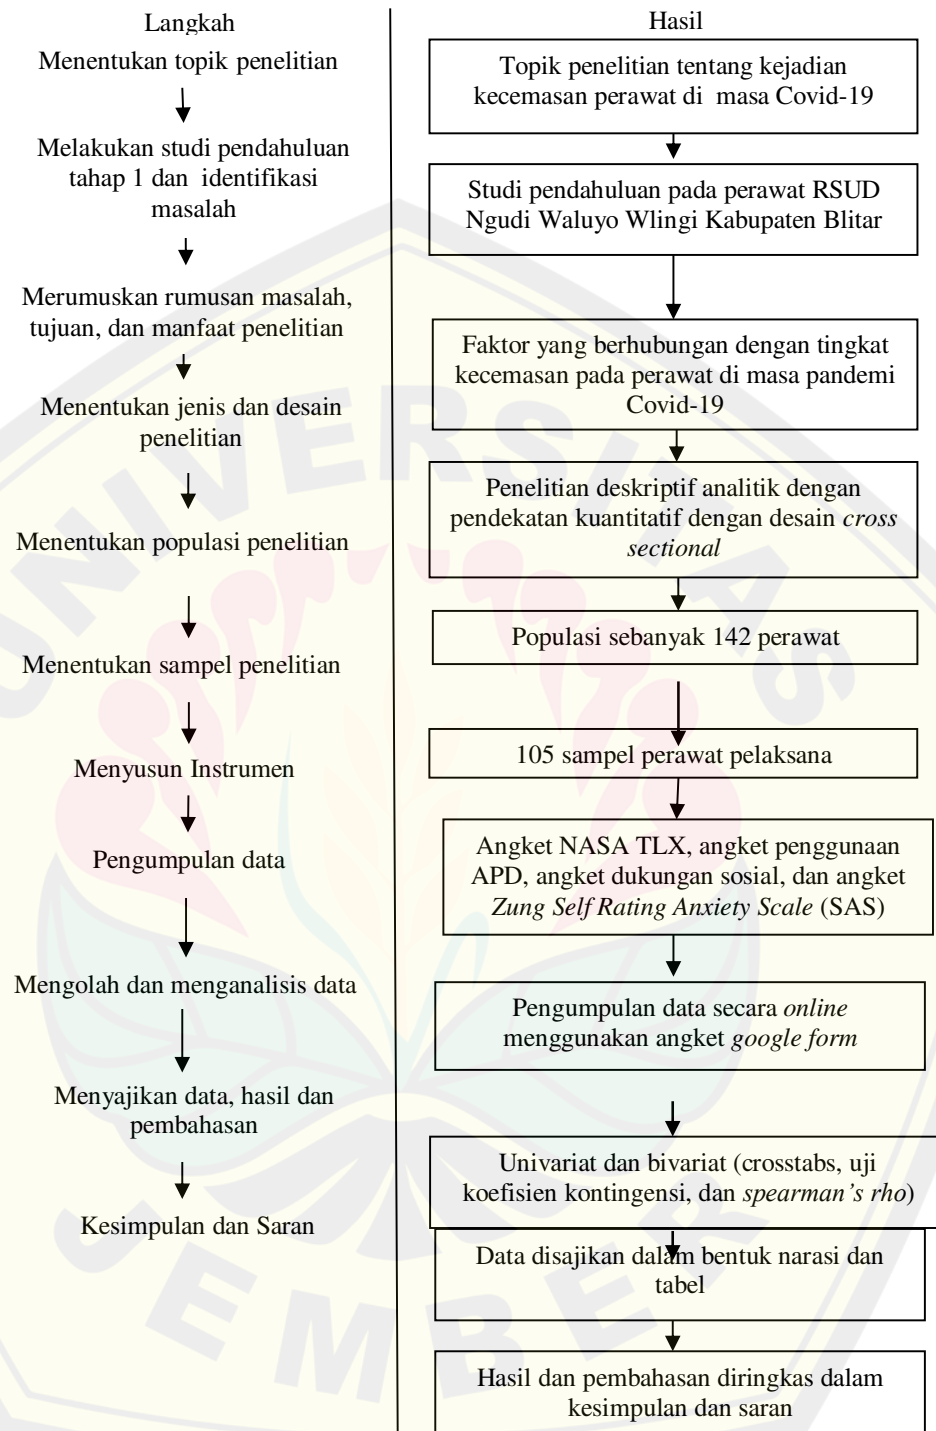 Langkah
Menentukan topik penelitian
Melakukan studi pendahuluan
tahap 1 dan identifikasi
masalah
Merumuskan rumusan masalah,
tujuan, dan manfaat penelitian
Menentukan jenis dan desain
penelitian
Menentukan populasi penelitian
Menentukan sampel penelitian
Menyusun Instrumen
Pengumpulan data
Mengolah dan menganalisis data
Menyajikan data, hasil dan
pembahasan
Kesimpulan dan Saran
Hasil
Topik penelitian tentang kejadian
kecemasan perawat di masa Covid-19
Studi pendahuluan pada perawat RSUD
Ngudi Waluyo Wlingi Kabupaten Blitar
Faktor yang berhubungan dengan tingkat
kecemasan pada perawat di masa pandemi
Covid-19
Penelitian deskriptif analitik dengan
pendekatan kuantitatif dengan desain cross
sectional
Populasi sebanyak 142 perawat
105 sampel perawat pelaksana
Angket NASA TLX, angket penggunaan
APD, angket dukungan sosial, dan angket
Zung Self Rating Anxiety Scale (SAS)
Pengumpulan data secara online
menggunakan angket google form
Univariat dan bivariat (crosstabs, uji
koefisien kontingensi, dan spearman's rho)
Data disajikan dalam bentuk narasi dan
tabel
Hasil dan pembahasan diringkas dalam
kesimpulan dan saran
UNIVERSITAS
JEMBER